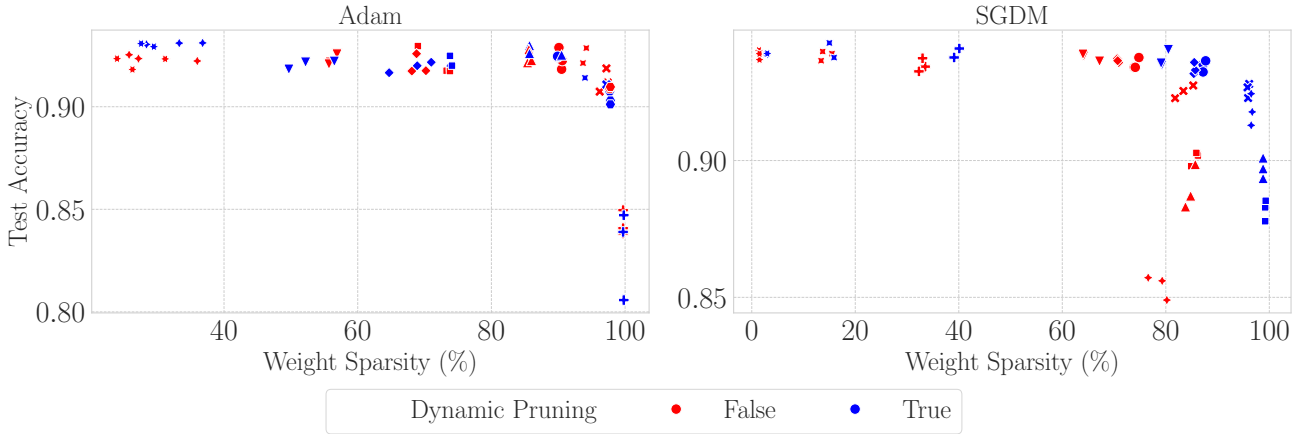 Adam
SGDM
Test Accuracy
0.90
0.85
0.80
40
60
80
100
Weight Sparsity (%)
0.90
0.85
0
20
40
60
80
100
Weight Sparsity (%)
Dynamic Pruning False True